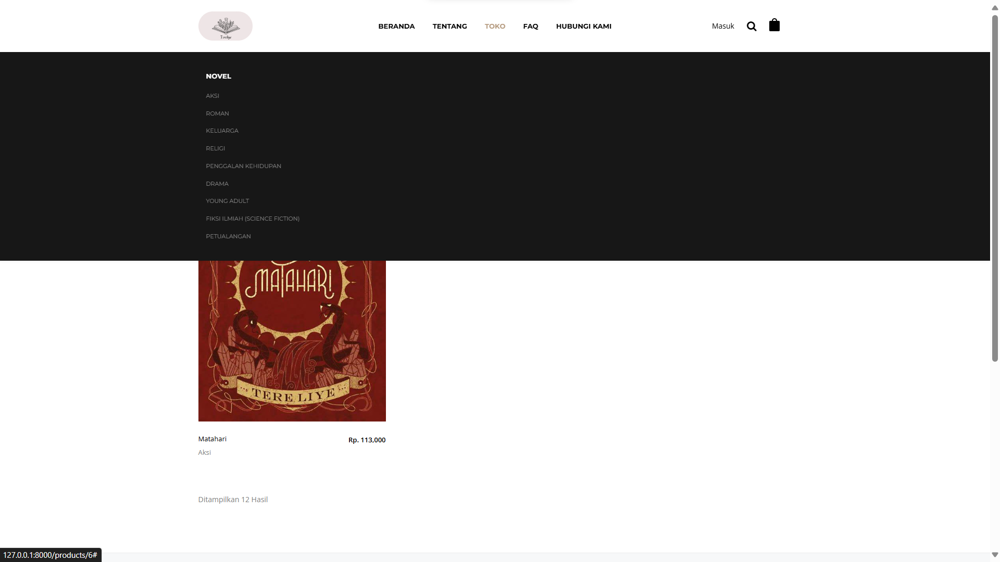 Tereliye
BERANDA TENTANG TOKO FAQ HUBUNGI KAMI Masuk
NOVEL
AKSI
ROMAN
KELUARGA
RELIGI
PENGGALAN KEHIDUPAN
DRAMA
YOUNG ADULT
FIKSI ILMIAH (SCIENCE FICTION)
PETUALANGAN
MATAHARI
TERE LIYE
Matahari Rp. 113,000
Aksi
Ditampilkan 12 Hasil
127.0.0.1:8000/products/6#